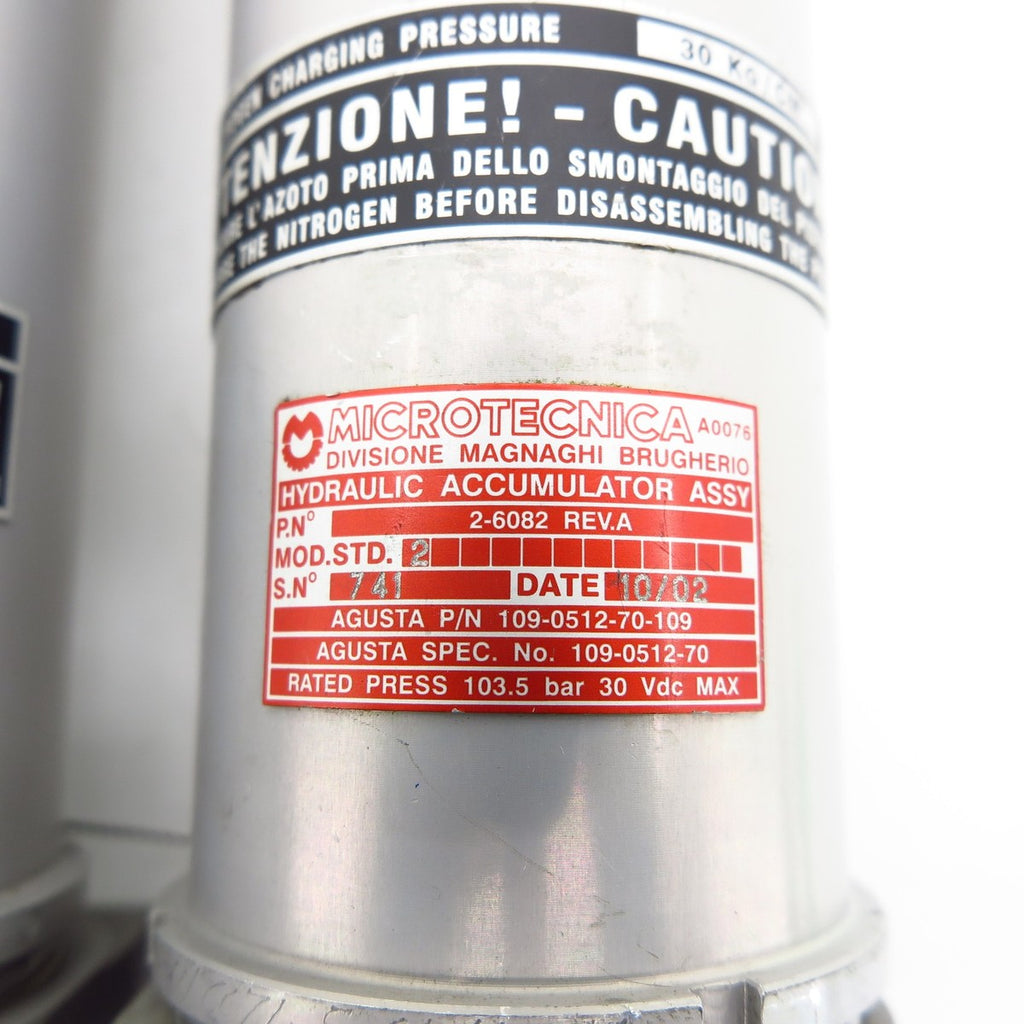 CHARGING PRESSURE 30 KG/CM
CAUTION
L'AZOTO PRIMA DELLO SMONTAGGIO DEL
THE NITROGEN BEFORE DISASSEMBLING THE
MICROTECNICA A0076
DIVISIONE MAGNAGHI BRUGHERIO
HYDRAULIC ACCUMULATOR ASSY
P.N° 2-6082 REV.A
MOD.STD. 2
S.N° 741 DATE 10/02
AGUSTA P/N 109-0512-70-109
AGUSTA SPEC. No. 109-0512-70
RATED PRESS 103.5 bar 30 Vdc MAX